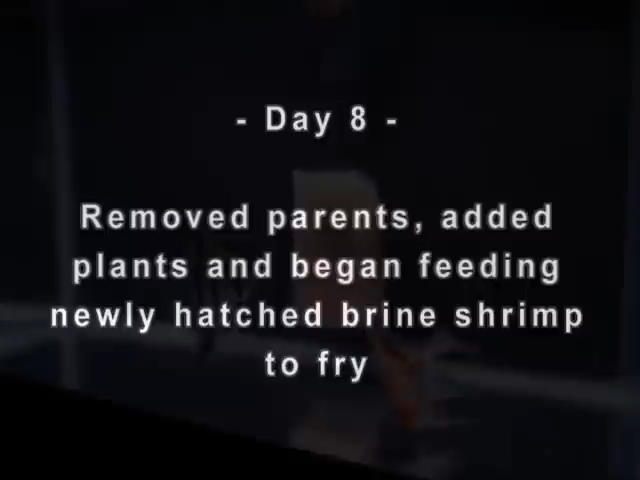 - Day 8 -
Removed parents, added
plants and began feeding
newly hatched brine shrimp
to fry